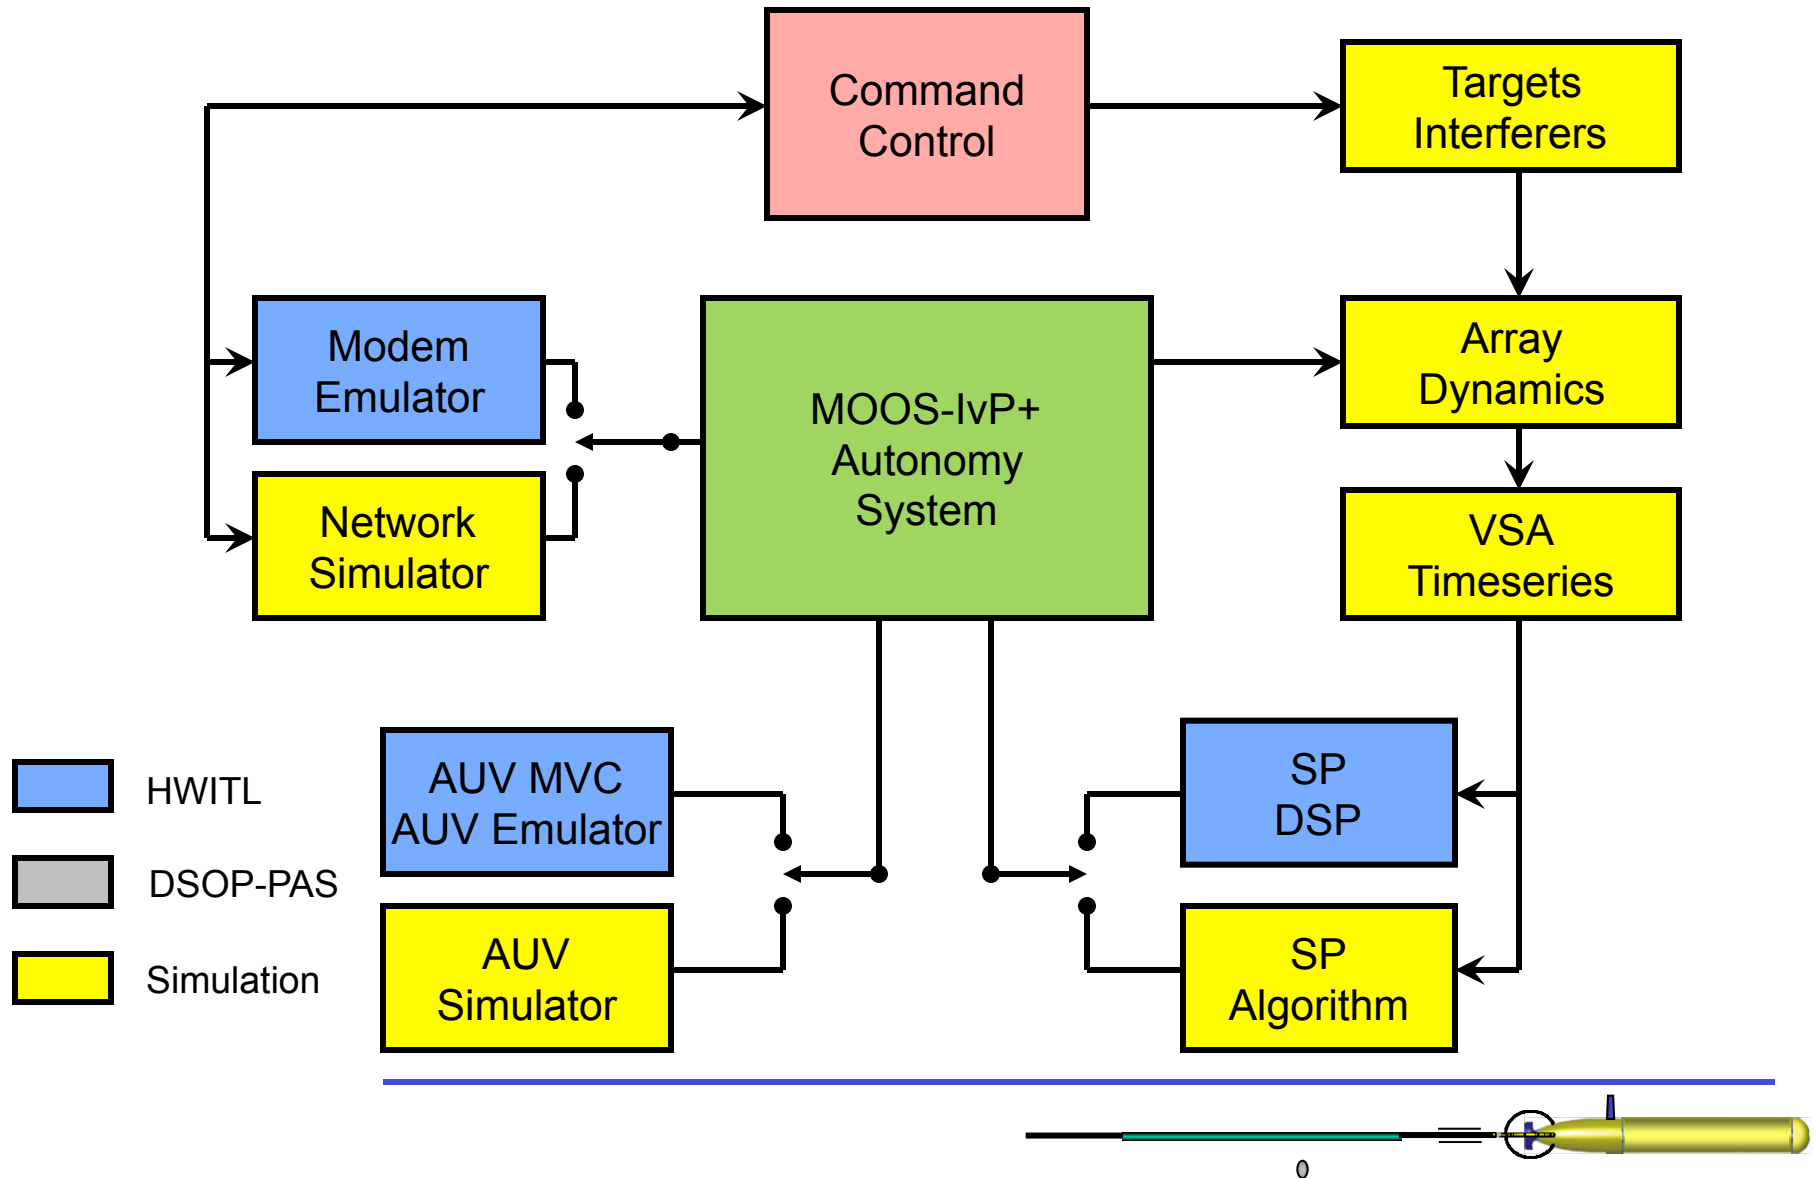 Command
Control
Targets
Interferers
Modem
Emulator
MOOS-IvP+
Autonomy
System
Array
Dynamics
Network
Simulator
VSA
Timeseries
HWITL
DSOP-PAS
Simulation
AUV MVC
AUV Emulator
SP
DSP
AUV
Simulator
SP
Algorithm